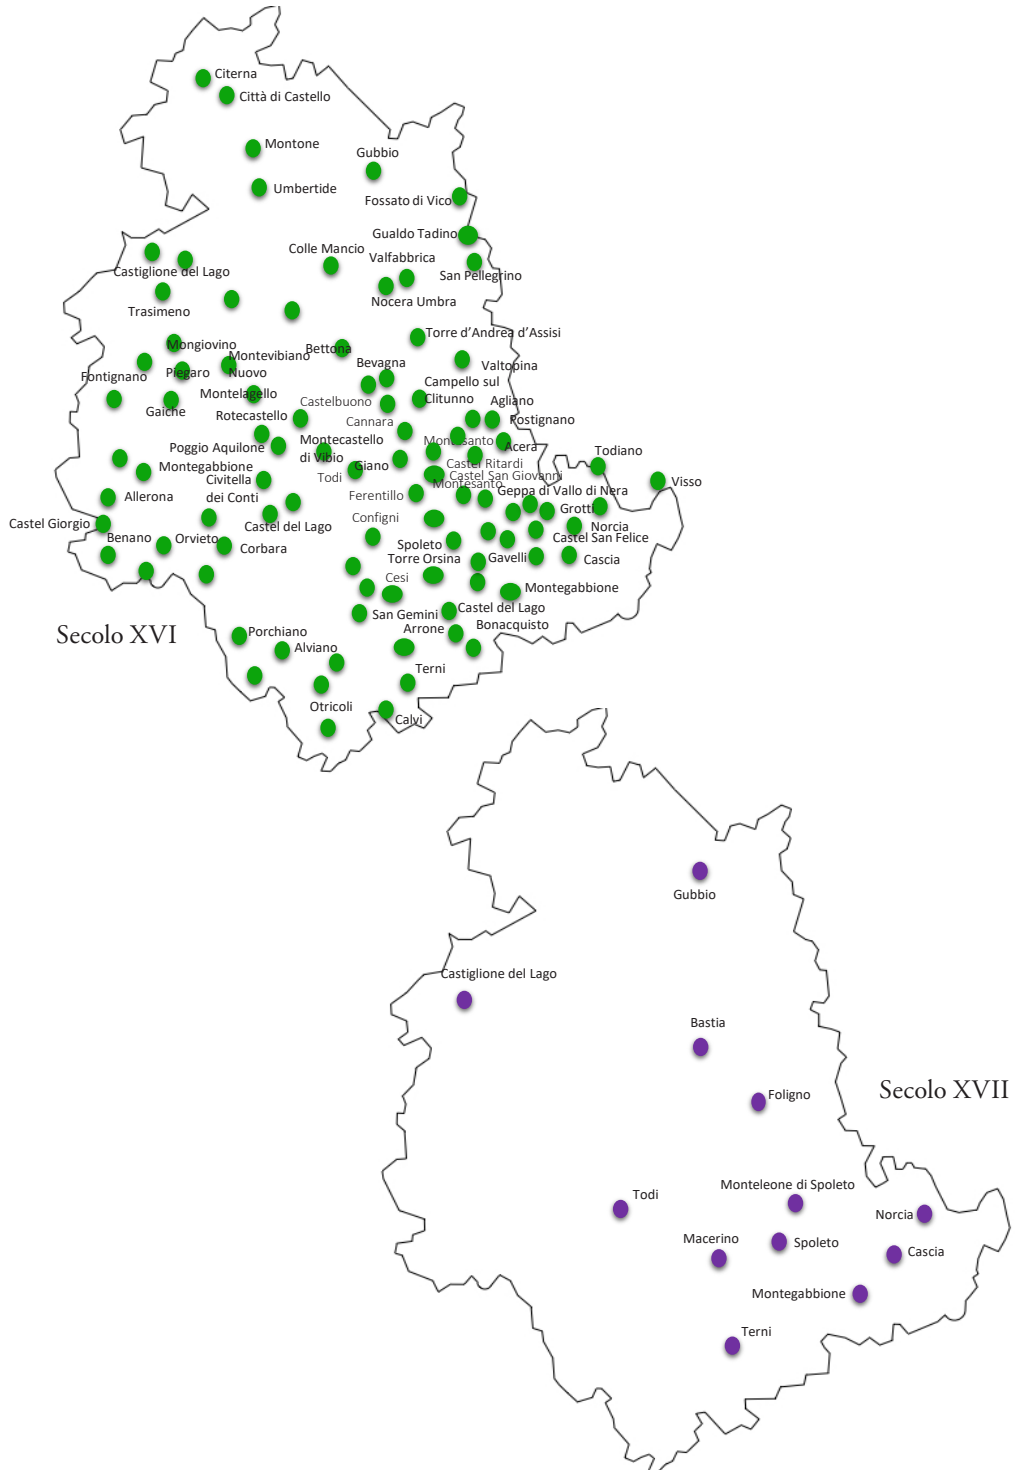 Citerna
Città di Castello
Montone
Gubbio
Umbertide
Fossato di Vico
Gualdo Tadino
Colle Mancio
Valfabbrica
Castiglione del Lago
San Pellegrino
Nocera Umbra
Trasimeno
Torre d’Andrea d’Assisi
Mongiovino
Bettona
Montevibiano
Nuovo
Bevagna
Valtopina
Fontignano
Piegaro
Campello sul
Clitunno
Montelagello
Castelbuono
Agliano
Gaiche
Rotecastello
Cannara
Postignano
Montecastello
di Vibio
Montesanto
Acera
Poggio Aquilone
Todiano
Giano
Castel Ritardi
Montegabbione
Todi
Castel San Giovanni
Civitella
dei Conti
Montesanto
Visso
Allerona
Ferentillo
Geppa di Vallo di Nera
Grotti
Castel Giorgio
Castel del Lago
Configni
Norcia
Benano
Orvieto
Corbara
Spoleto
Castel San Felice
Torre Orsina
Gavelli
Cascia
Cesi
Montegabbione
San Gemini
Castel del Lago
Secolo XVI
Porchiano
Arrone
Bonacquisto
Alviano
Terni
Otricoli
Calvi
Gubbio
Castiglione del Lago
Bastia
Foligno
Secolo XVII
Monteleone di Spoleto
Todi
Norcia
Macerino
Spoleto
Cascia
Montegabbione
Terni